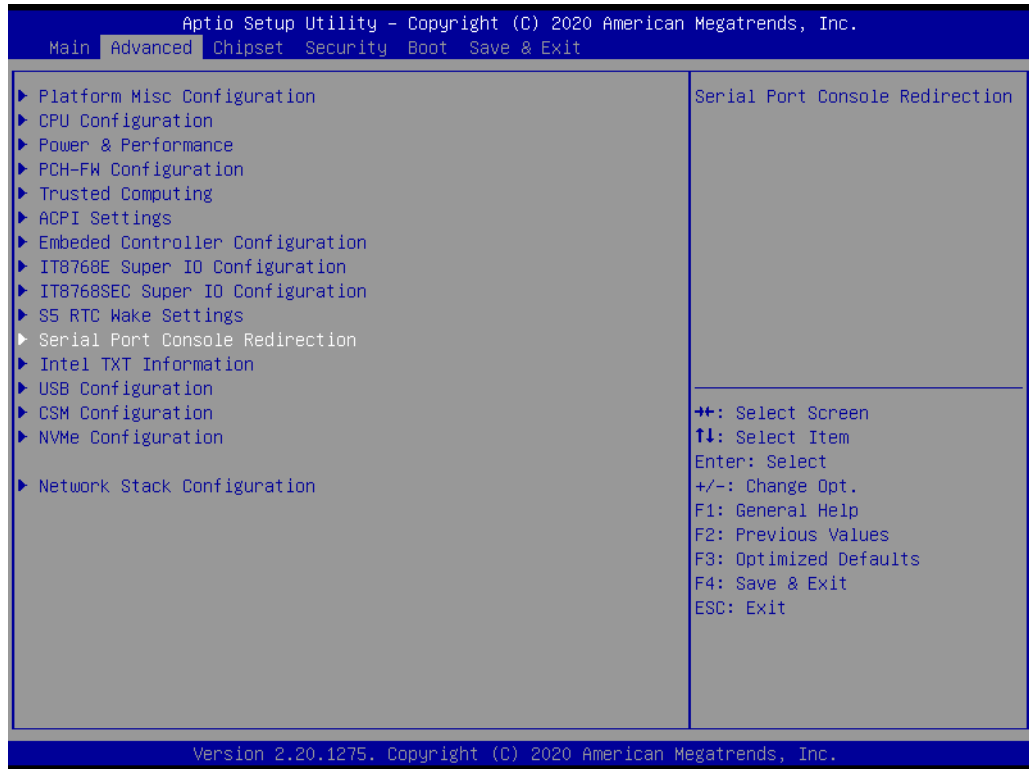 Aptio Setup Utility – Copyright (C) 2020 American Megatrends, Inc.
Main Advanced Chipset Security Boot Save & Exit
▶ Platform Misc Configuration
▶ CPU Configuration
▶ Power & Performance
▶ PCH-FW Configuration
▶ Trusted Computing
▶ ACPI Settings
▶ Embeded Controller Configuration
▶ IT8768E Super IO Configuration
▶ IT8768SEC Super IO Configuration
▶ S5 RTC Wake Settings
▶ Serial Port Console Redirection
▶ Intel TXT Information
▶ USB Configuration
▶ CSM Configuration
▶ NVMe Configuration
▶ Network Stack Configuration
Serial Port Console Redirection
→←: Select Screen
↑↓: Select Item
Enter: Select
+/-: Change Opt.
F1: General Help
F2: Previous Values
F3: Optimized Defaults
F4: Save & Exit
ESC: Exit
Version 2.20.1275. Copyright (C) 2020 American Megatrends, Inc.